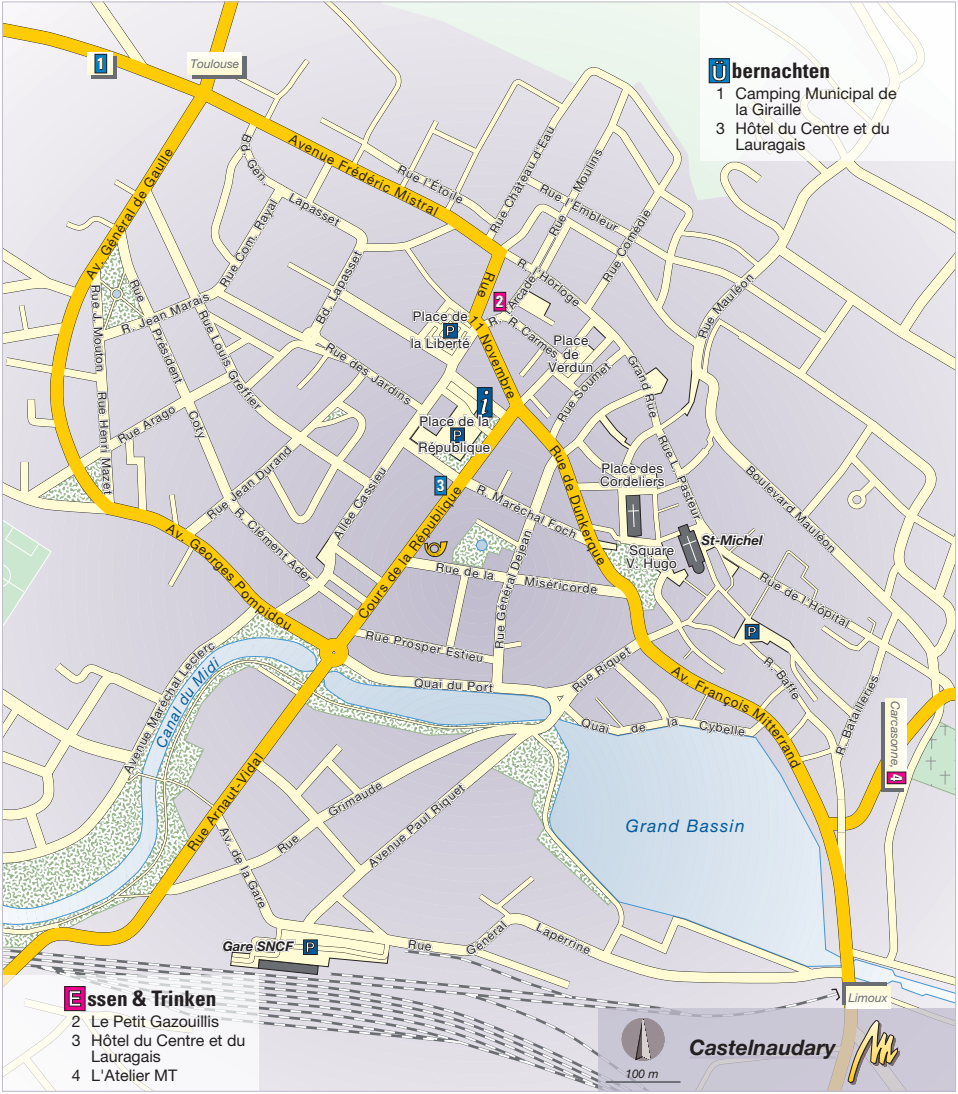 1
Toulouse
Übernachten
1 Camping Municipal de
la Giraille
3 Hôtel du Centre et du
Lauragais
Avenue Frédéric Mistral
Av. Général de Gaulle
Bd. Gén.
Lapasset
Rue l'Étoile
Rue Château d'Eau
Rue Moulins
Rue l'Embleur
Rue Comédie
Rue Com. Rayal
Bd. Lapasset
R. l'Horloge
Rue
11 Novembre
2
R. Arcade
R. Carmes
Rue Mauléon
Rue J. Mouton
R. Jean Marais
Rue
Président
Coty
Rue Louis Greffier
Place de
la Liberté
P
Place
de
Verdun
Rue Soumet
Grand Rue
Rue des Jardins
i
Place de la
République
P
Rue Arago
Rue Henri Mazet
Rue Jean Durand
R. Clément Ader
Allée Cassieu
3
R. Maréchal Foch
Rue de Dunkerque
Place des
Cordeliers
Rue L. Pasteur
Boulevard Mauléon
St-Michel
Square
V. Hugo
Av. Georges Pompidou
Cours de la République
Rue de la
Miséricorde
Rue Général Dejean
Rue de l'Hôpital
P
Rue Prosper Estieu
Rue Riquet
R. Baffe
R. Batailleries
Avenue Maréchal Leclerc
Canal du Midi
Quai du Port
Quai de la Cybelle
Av. François Mitterrand
Carcasonne,
4
Rue Arnaut-Vidal
Rue Grimaude
Avenue Paul Riquet
Av. de la Gare
Grand Bassin
Gare SNCF
P
Rue Général Laperrine
Limoux
Essen & Trinken
2 Le Petit Gazouillis
3 Hôtel du Centre et du
Lauragais
4 L'Atelier MT
100 m
Castelnaudary